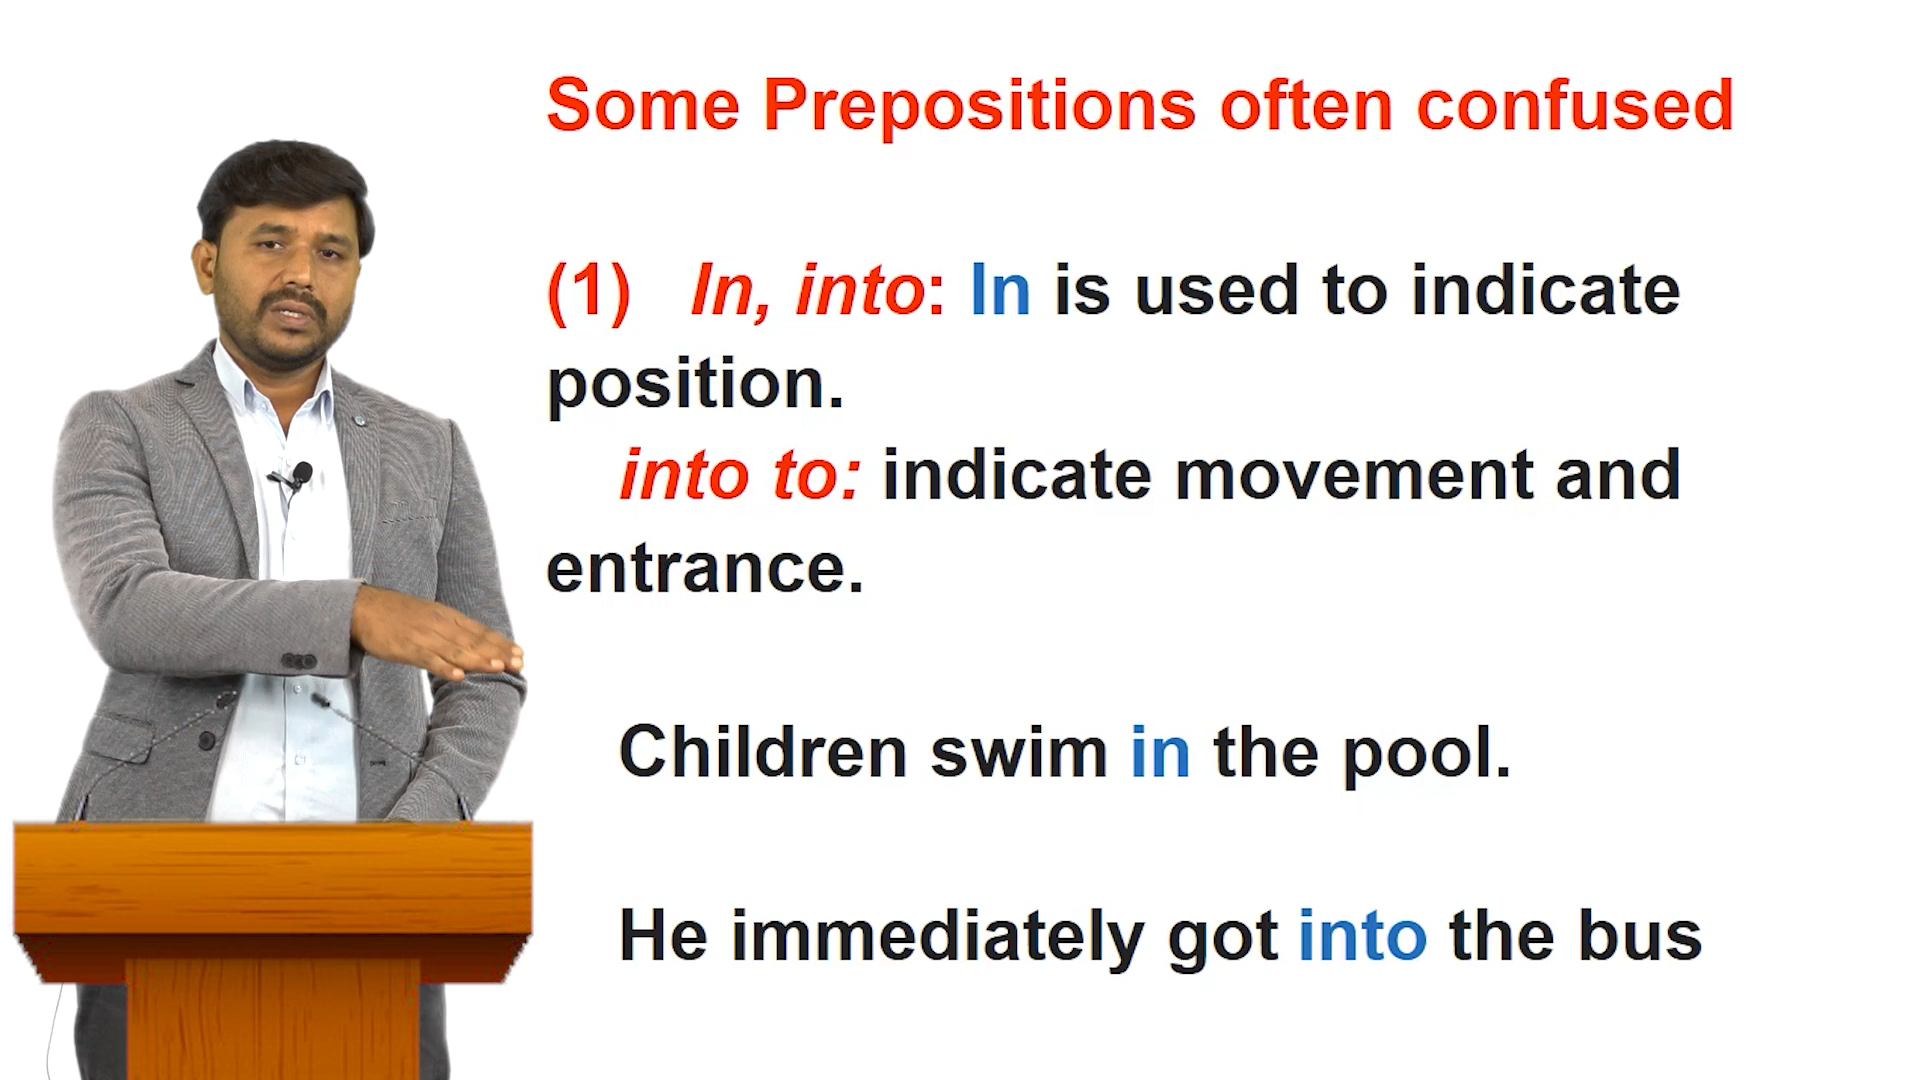 Some Prepositions often confused
(1) In, into: In is used to indicate
position.
into to: indicate movement and
entrance.
Children swim in the pool.
He immediately got into the bus